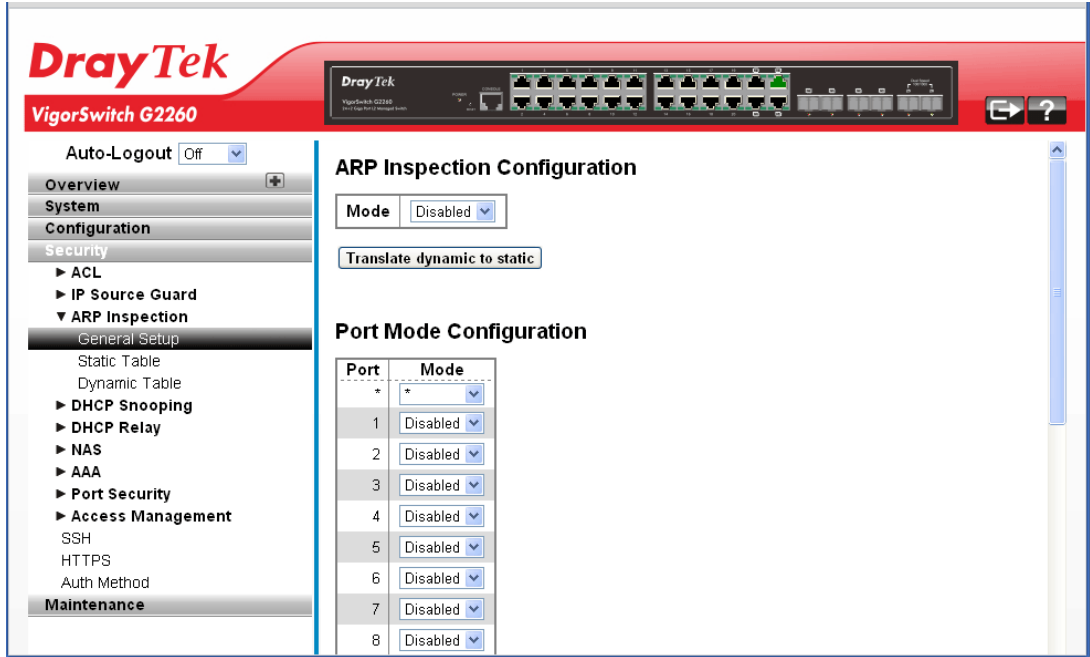 DrayTek
VigorSwitch G2260
DrayTek
VigorSwitch G2260
Auto-Logout Off
Overview
System
Configuration
Security
ACL
IP Source Guard
ARP Inspection
General Setup
Static Table
Dynamic Table
DHCP Snooping
DHCP Relay
NAS
AAA
Port Security
Access Management
SSH
HTTPS
Auth Method
Maintenance
ARP Inspection Configuration
Mode Disabled
Translate dynamic to static
Port Mode Configuration
Port Mode
* *
1 Disabled
2 Disabled
3 Disabled
4 Disabled
5 Disabled
6 Disabled
7 Disabled
8 Disabled